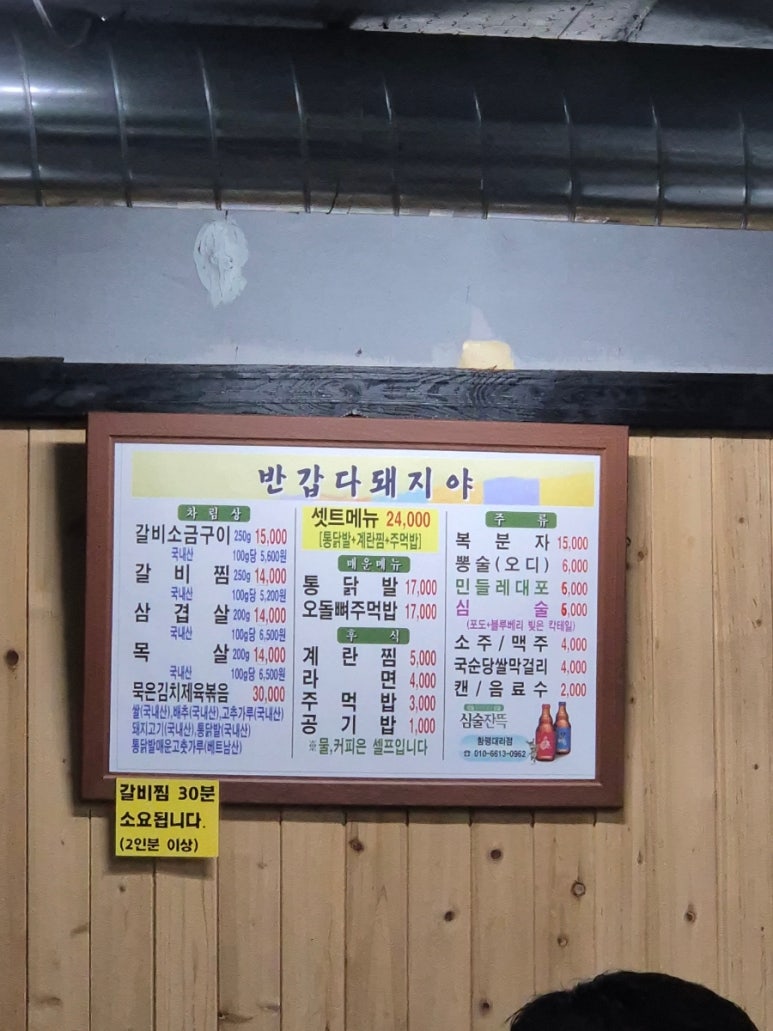 반갑다돼지야
차림상
갈비소금구이 250g 15,000
국내산 100g당 5,600원
갈비찜 250g 14,000
국내산 100g당 5,200원
삼겹살 200g 14,000
국내산 100g당 6,500원
목살 200g 14,000
국내산 100g당 6,500원
묵은김치제육볶음 30,000
쌀(국내산),배추(국내산),고추가루(국내산)
돼지고기(국내산),통닭발(국내산)
통닭발매운고춧가루(베트남산)
셋트메뉴 24,000
[통닭발+계란찜+주먹밥]
매운메뉴
통닭발 17,000
오돌뼈주먹밥 17,000
후식
계란찜 5,000
라면 4,000
주먹밥 3,000
공기밥 1,000
※물,커피은 셀프입니다
주류
복분자 15,000
뽕술(오디) 6,000
민들레대포 6,000
심술 6,000
(포도+블루베리 빚은 칵테일)
소주/맥주 4,000
국순당쌀막걸리 4,000
캔/음료수 2,000
심술잔뜩
함평대리점
☎ 010-6613-0962
갈비찜 30분
소요됩니다.
(2인분 이상)